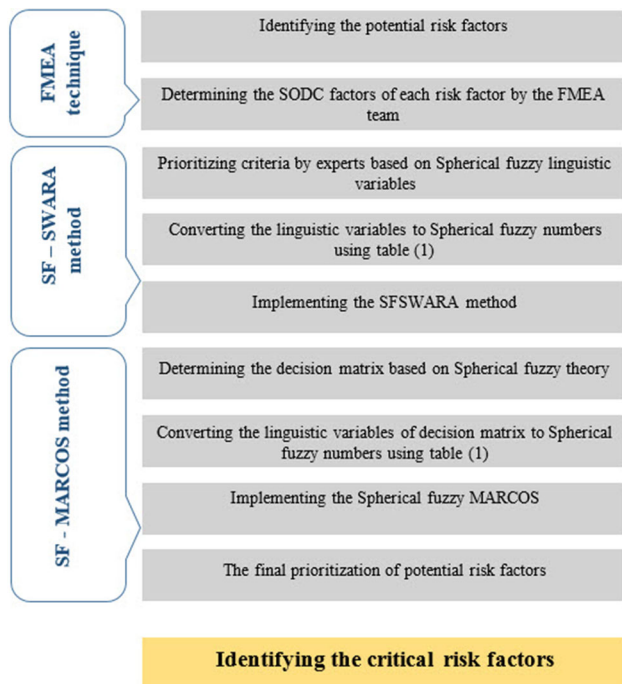 FMEA
technique
Identifying the potential risk factors
Determining the SODC factors of each risk factor by the FMEA
team
SF – SWARA
method
Prioritizing criteria by experts based on Spherical fuzzy linguistic
variables
Converting the linguistic variables to Spherical fuzzy numbers
using table (1)
Implementing the SFSWARA method
SF - MARCOS method
Determining the decision matrix based on Spherical fuzzy theory
Converting the linguistic variables of decision matrix to Spherical
fuzzy numbers using table (1)
Implementing the Spherical fuzzy MARCOS
The final prioritization of potential risk factors
Identifying the critical risk factors